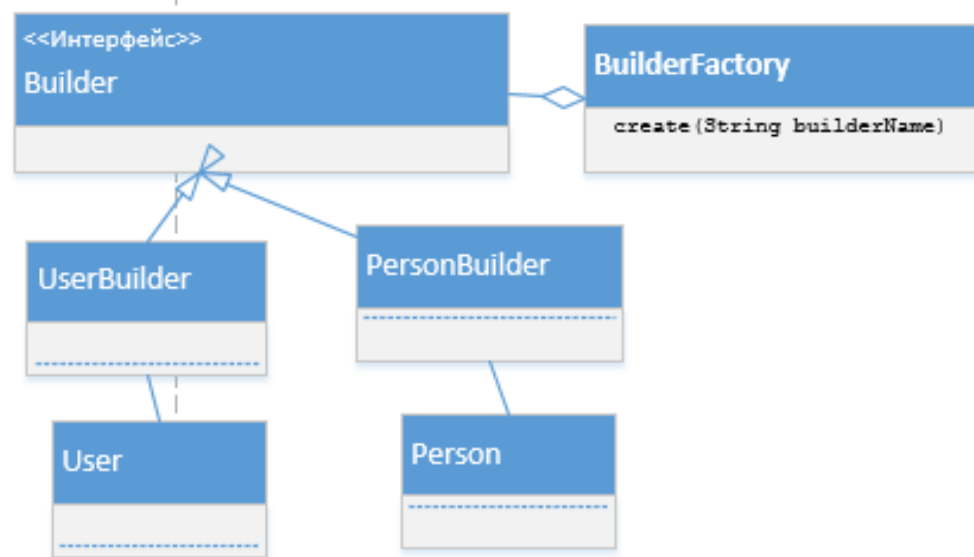 <<Интерфейс>>
Builder
BuilderFactory
create(String builderName)
UserBuilder
PersonBuilder
User
Person